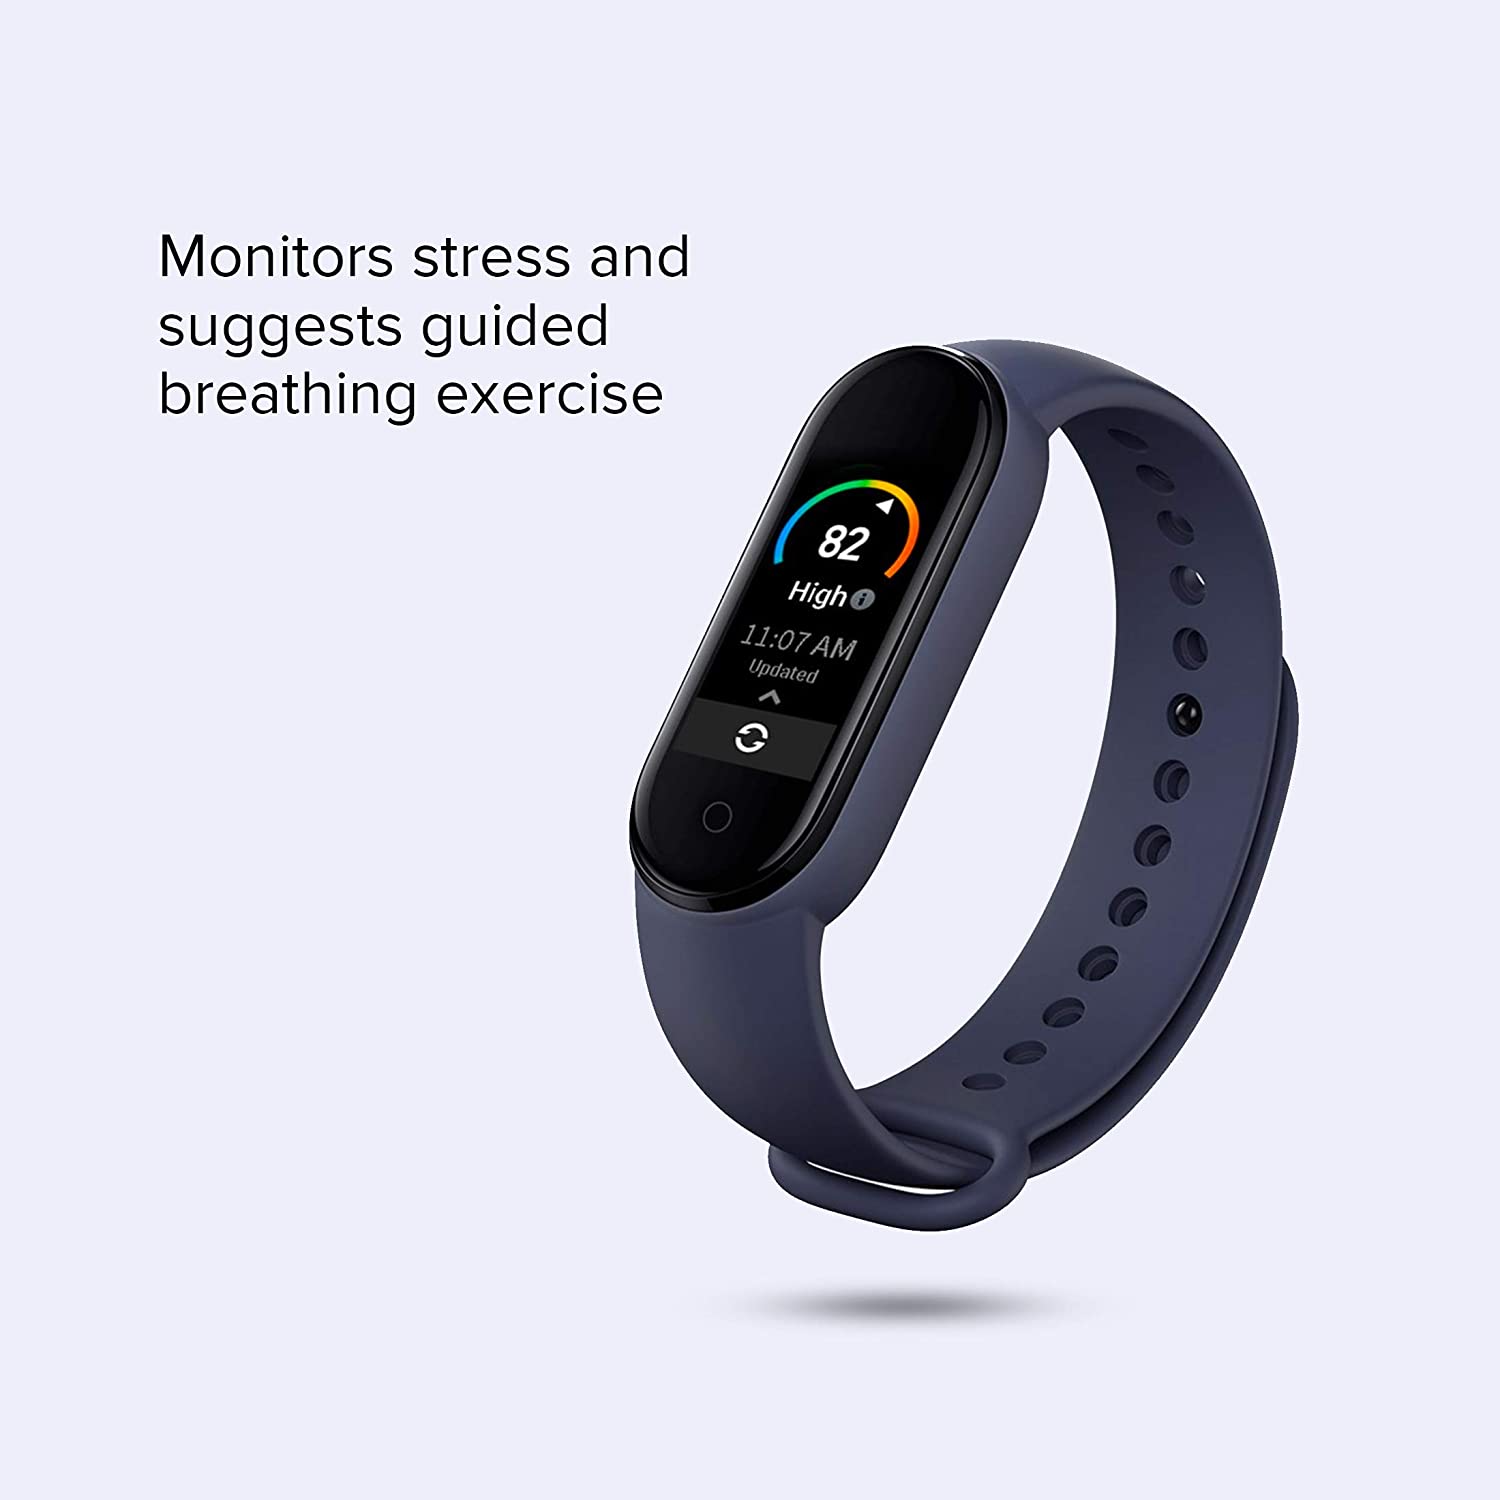 Monitors stress and
suggests guided
breathing exercise
82
High i
11:07 AM
Updated